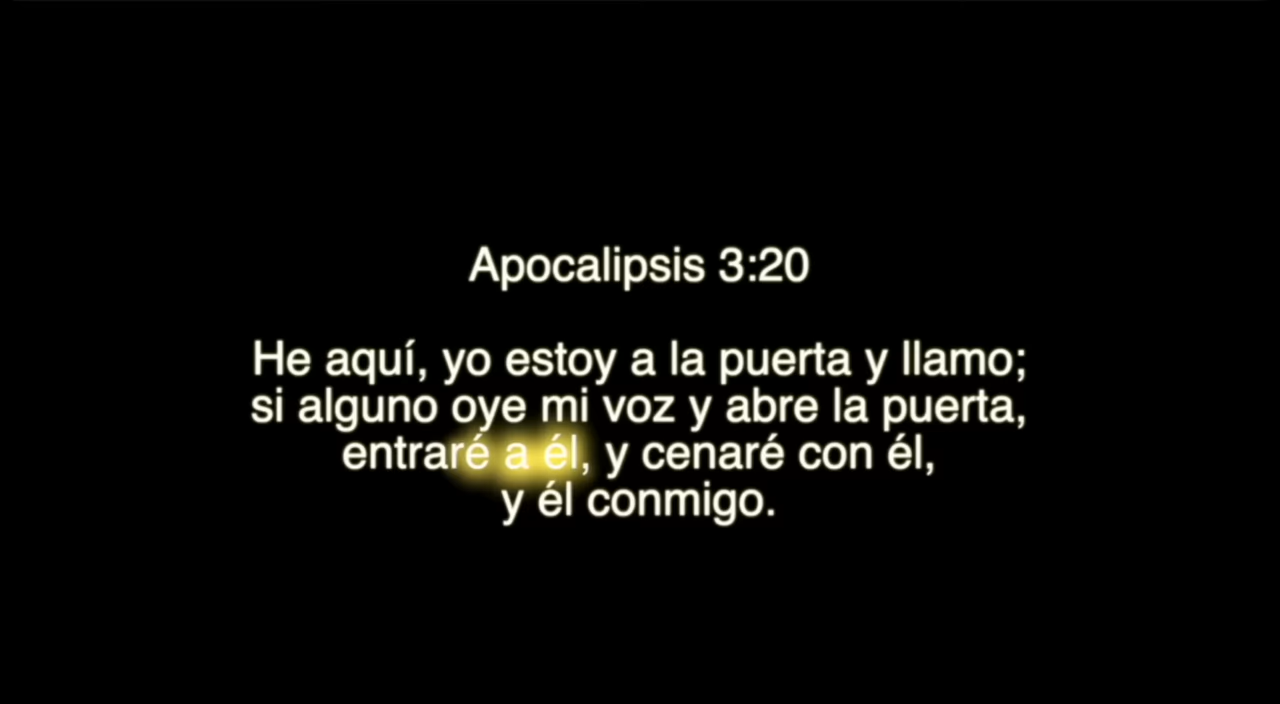 Apocalipsis 3:20
He aquí, yo estoy a la puerta y llamo;
si alguno oye mi voz y abre la puerta,
entraré a él, y cenaré con él,
y él conmigo.